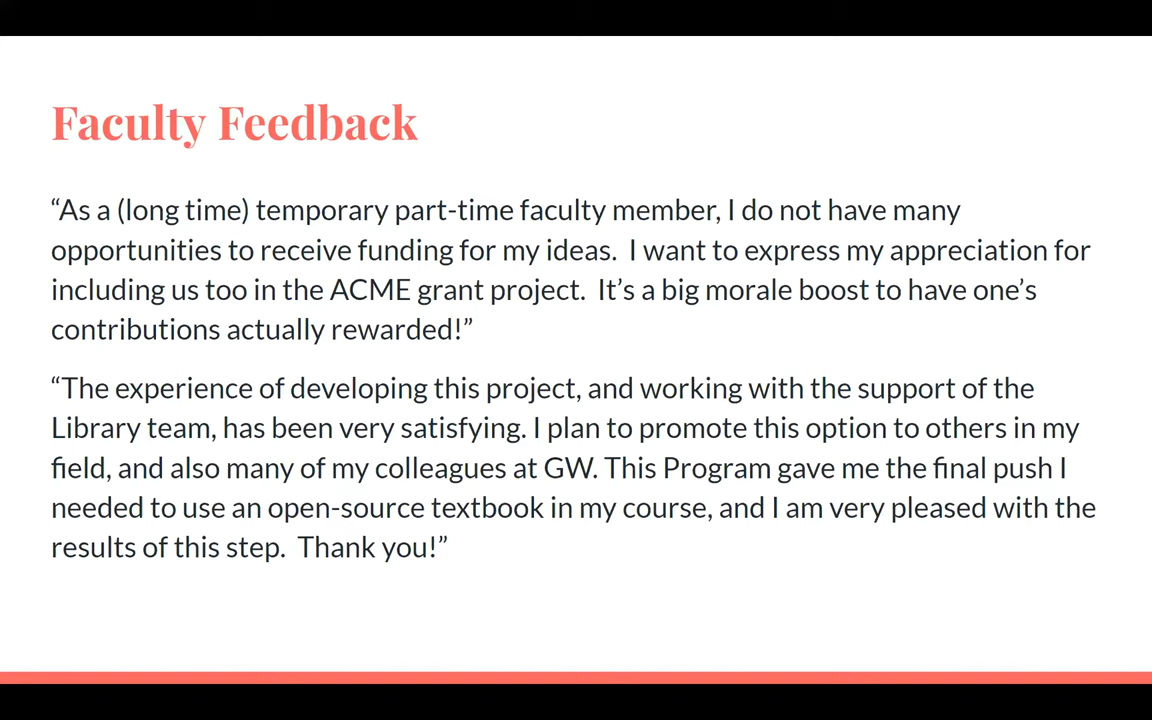 Faculty Feedback
“As a (long time) temporary part-time faculty member, I do not have many
opportunities to receive funding for my ideas.  I want to express my appreciation for
including us too in the ACME grant project.  It’s a big morale boost to have one’s
contributions actually rewarded!”
“The experience of developing this project, and working with the support of the
Library team, has been very satisfying. I plan to promote this option to others in my
field, and also many of my colleagues at GW. This Program gave me the final push I
needed to use an open-source textbook in my course, and I am very pleased with the
results of this step.  Thank you!”